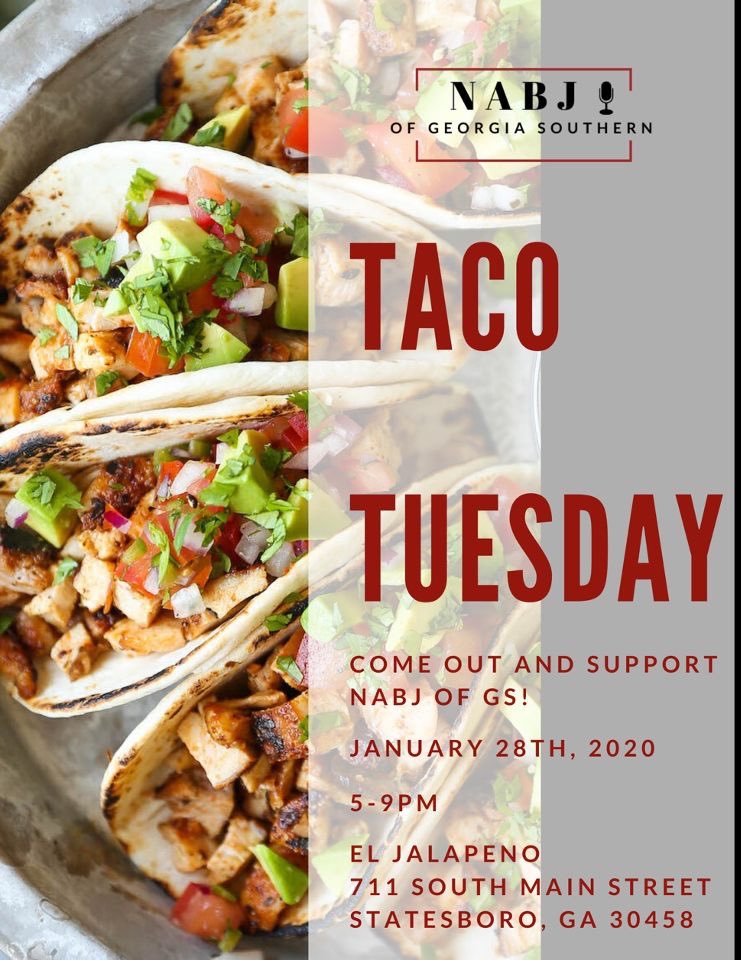 NABJ
OF GEORGIA SOUTHERN
TACO
TUESDAY
COME OUT AND SUPPORT
NABJ OF GS!
JANUARY 28TH, 2020
5-9PM
EL JALAPENO
711 SOUTH MAIN STREET
STATESBORO, GA 30458